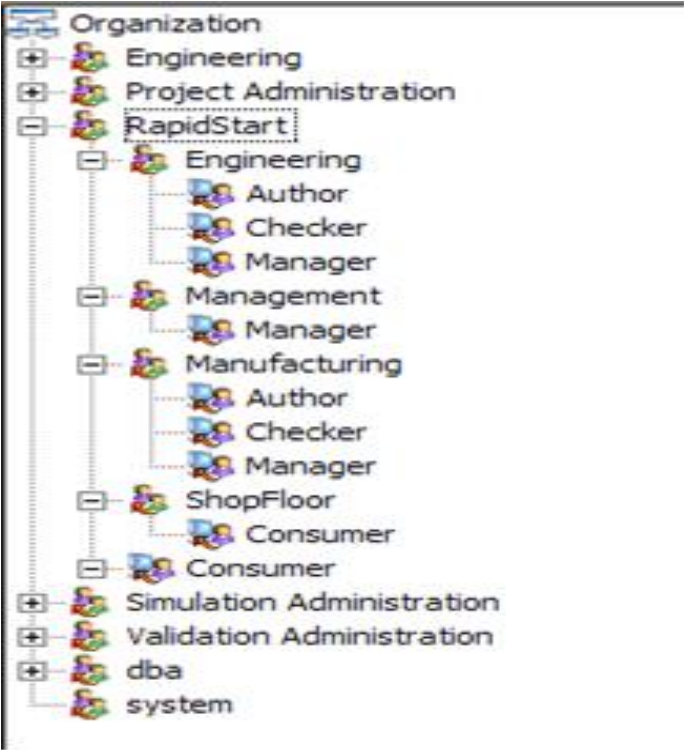 Organization
Engineering
Project Administration
RapidStart
Engineering
Author
Checker
Manager
Management
Manager
Manufacturing
Author
Checker
Manager
ShopFloor
Consumer
Consumer
Simulation Administration
Validation Administration
dba
system